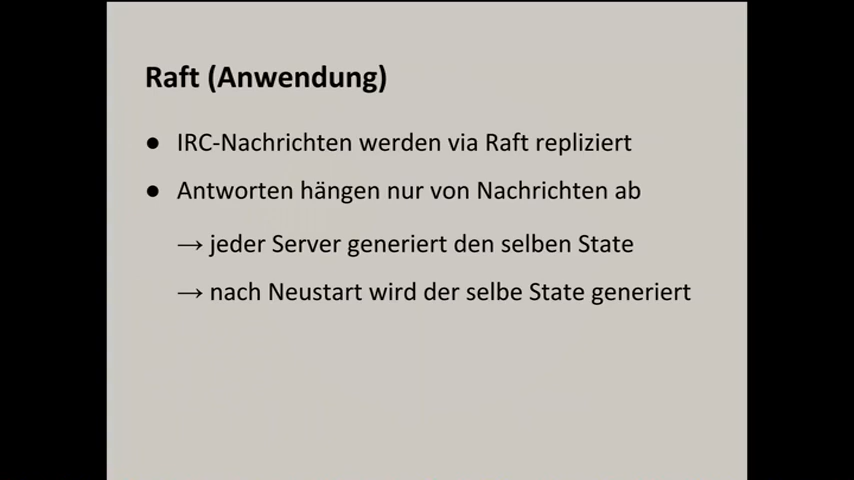 Raft (Anwendung)
● IRC-Nachrichten werden via Raft repliziert
● Antworten hängen nur von Nachrichten ab
→ jeder Server generiert den selben State
→ nach Neustart wird der selbe State generiert